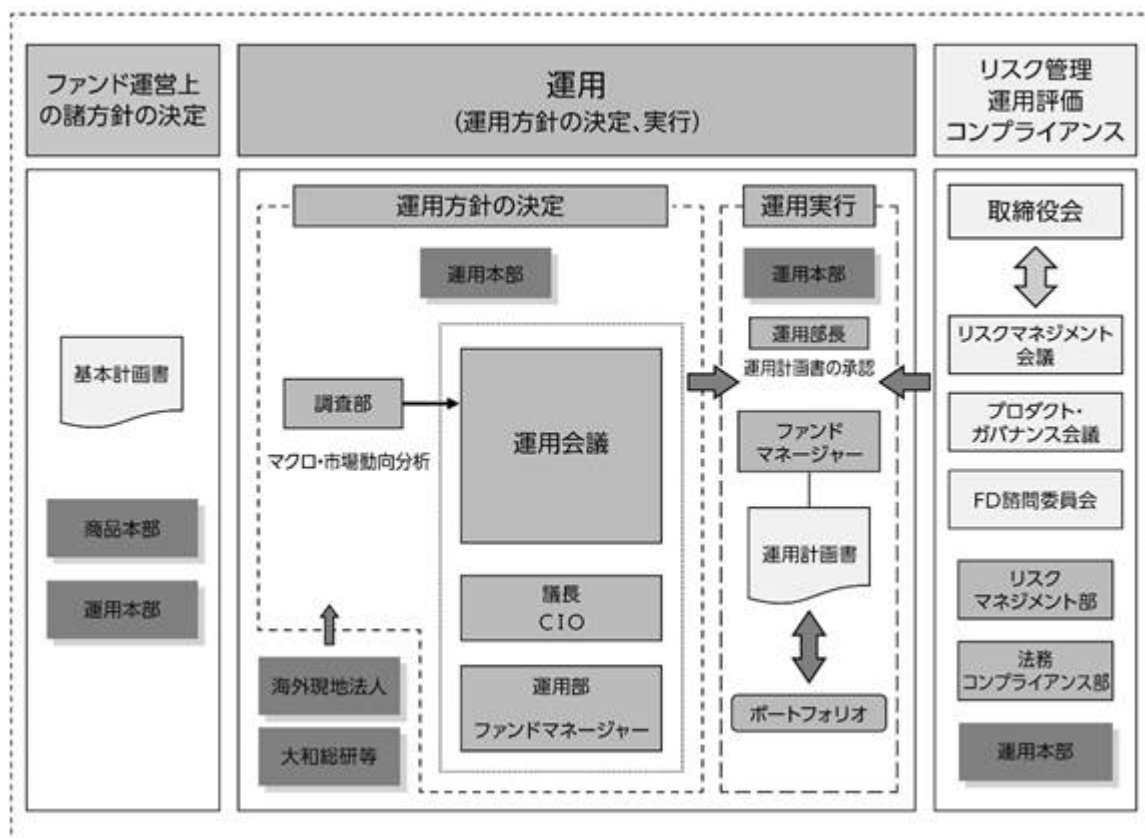 ファンド運営上
の諸方針の決定
運用
(運用方針の決定、実行)
リスク管理
運用評価
コンプライアンス
基本計画書
商品本部
運用本部
運用方針の決定
運用本部
調査部
マクロ・市場動向分析
運用会議
議長
CIO
運用部
ファンドマネージャー
海外現地法人
大和総研等
運用実行
運用本部
運用部長
運用計画書の承認
ファンド
マネージャー
運用計画書
ポートフォリオ
取締役会
リスクマネジメント
会議
プロダクト・
ガバナンス会議
FD諮問委員会
リスク
マネジメント部
法務
コンプライアンス部
運用本部